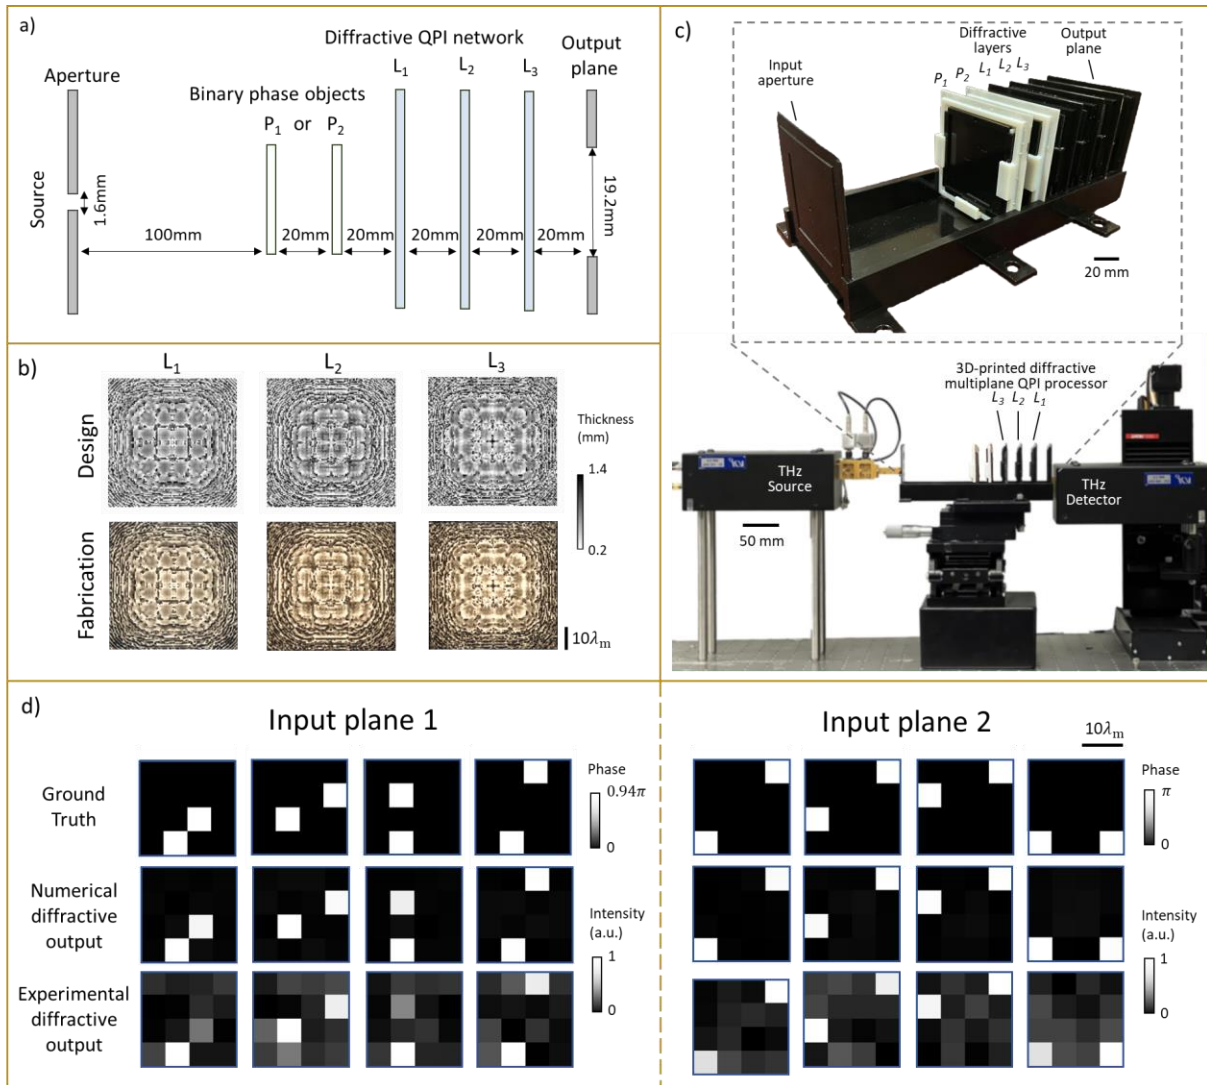 a)
Diffractive QPI network
Output
plane
Aperture
L₁
L₂
L₃
Binary phase objects
P₁ or P₂
Source
1.6mm
19.2mm
100mm
20mm
20mm
20mm
20mm
20mm
b)
L₁
L₂
L₃
Design
Fabrication
Thickness
(mm)
1.4
0.2
10λₘ
c)
Diffractive
layers
Output
plane
Input
aperture
P₁
P₂
L₁
L₂
L₃
20 mm
3D-printed diffractive
multiplane QPI processor
L₃
L₂
L₁
THz
Source
THz
Detector
50 mm
d)
Input plane 1
Input plane 2
10λₘ
Ground
Truth
Phase
0.94π
0
Phase
π
0
Numerical
diffractive
output
Intensity
(a.u.)
1
0
Intensity
(a.u.)
1
0
Experimental
diffractive
output